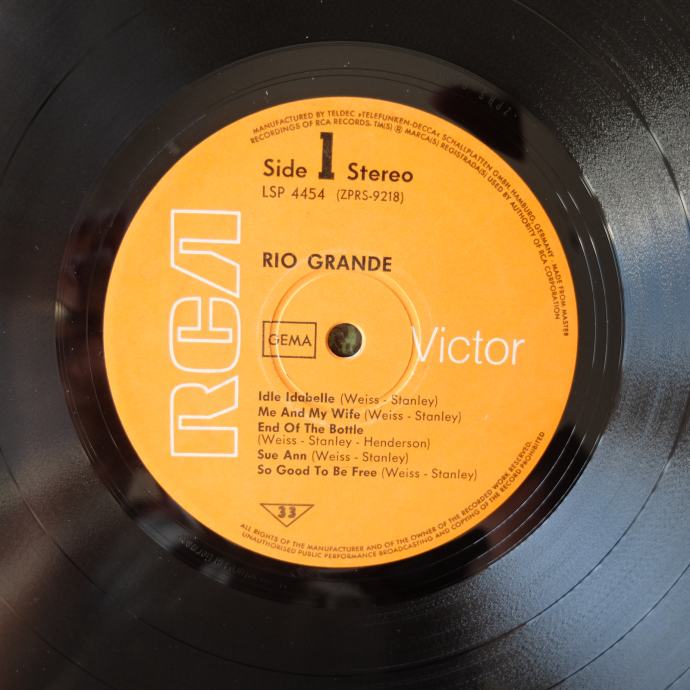 MANUFACTURED BY TELDEC »TELEFUNKEN-DECCA« SCHALLPLATTEN GMBH, HAMBURG, GERMANY · MADE FROM MASTER
RECORDINGS OF RCA RECORDS. TM(S) ® MARCA(S) REGISTRADA(S) USED BY AUTHORITY OF RCA CORPORATION
Side 1 Stereo
LSP 4454 (ZPRS-9218)
RCA
RIO GRANDE
GEMA
Victor
Idle Idabelle (Weiss - Stanley)
Me And My Wife (Weiss - Stanley)
End Of The Bottle
(Weiss - Stanley - Henderson)
Sue Ann (Weiss - Stanley)
So Good To Be Free (Weiss - Stanley)
33
ALL RIGHTS OF THE MANUFACTURER AND OF THE OWNER OF THE RECORDED WORK RESERVED.
UNAUTHORISED PUBLIC PERFORMANCE BROADCASTING AND COPYING OF THE RECORD PROHIBITED